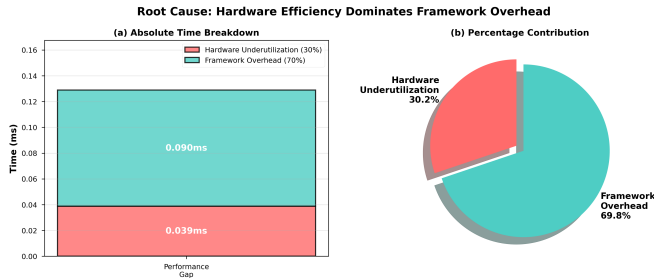 Root Cause: Hardware Efficiency Dominates Framework Overhead
(a) Absolute Time Breakdown
Hardware Underutilization (30%)
Framework Overhead (70%)
Time (ms)
0.16
0.14
0.12
0.10
0.08
0.06
0.04
0.02
0.00
0.090ms
0.039ms
Performance
Gap
(b) Percentage Contribution
Hardware
Underutilization
30.2%
Framework
Overhead
69.8%